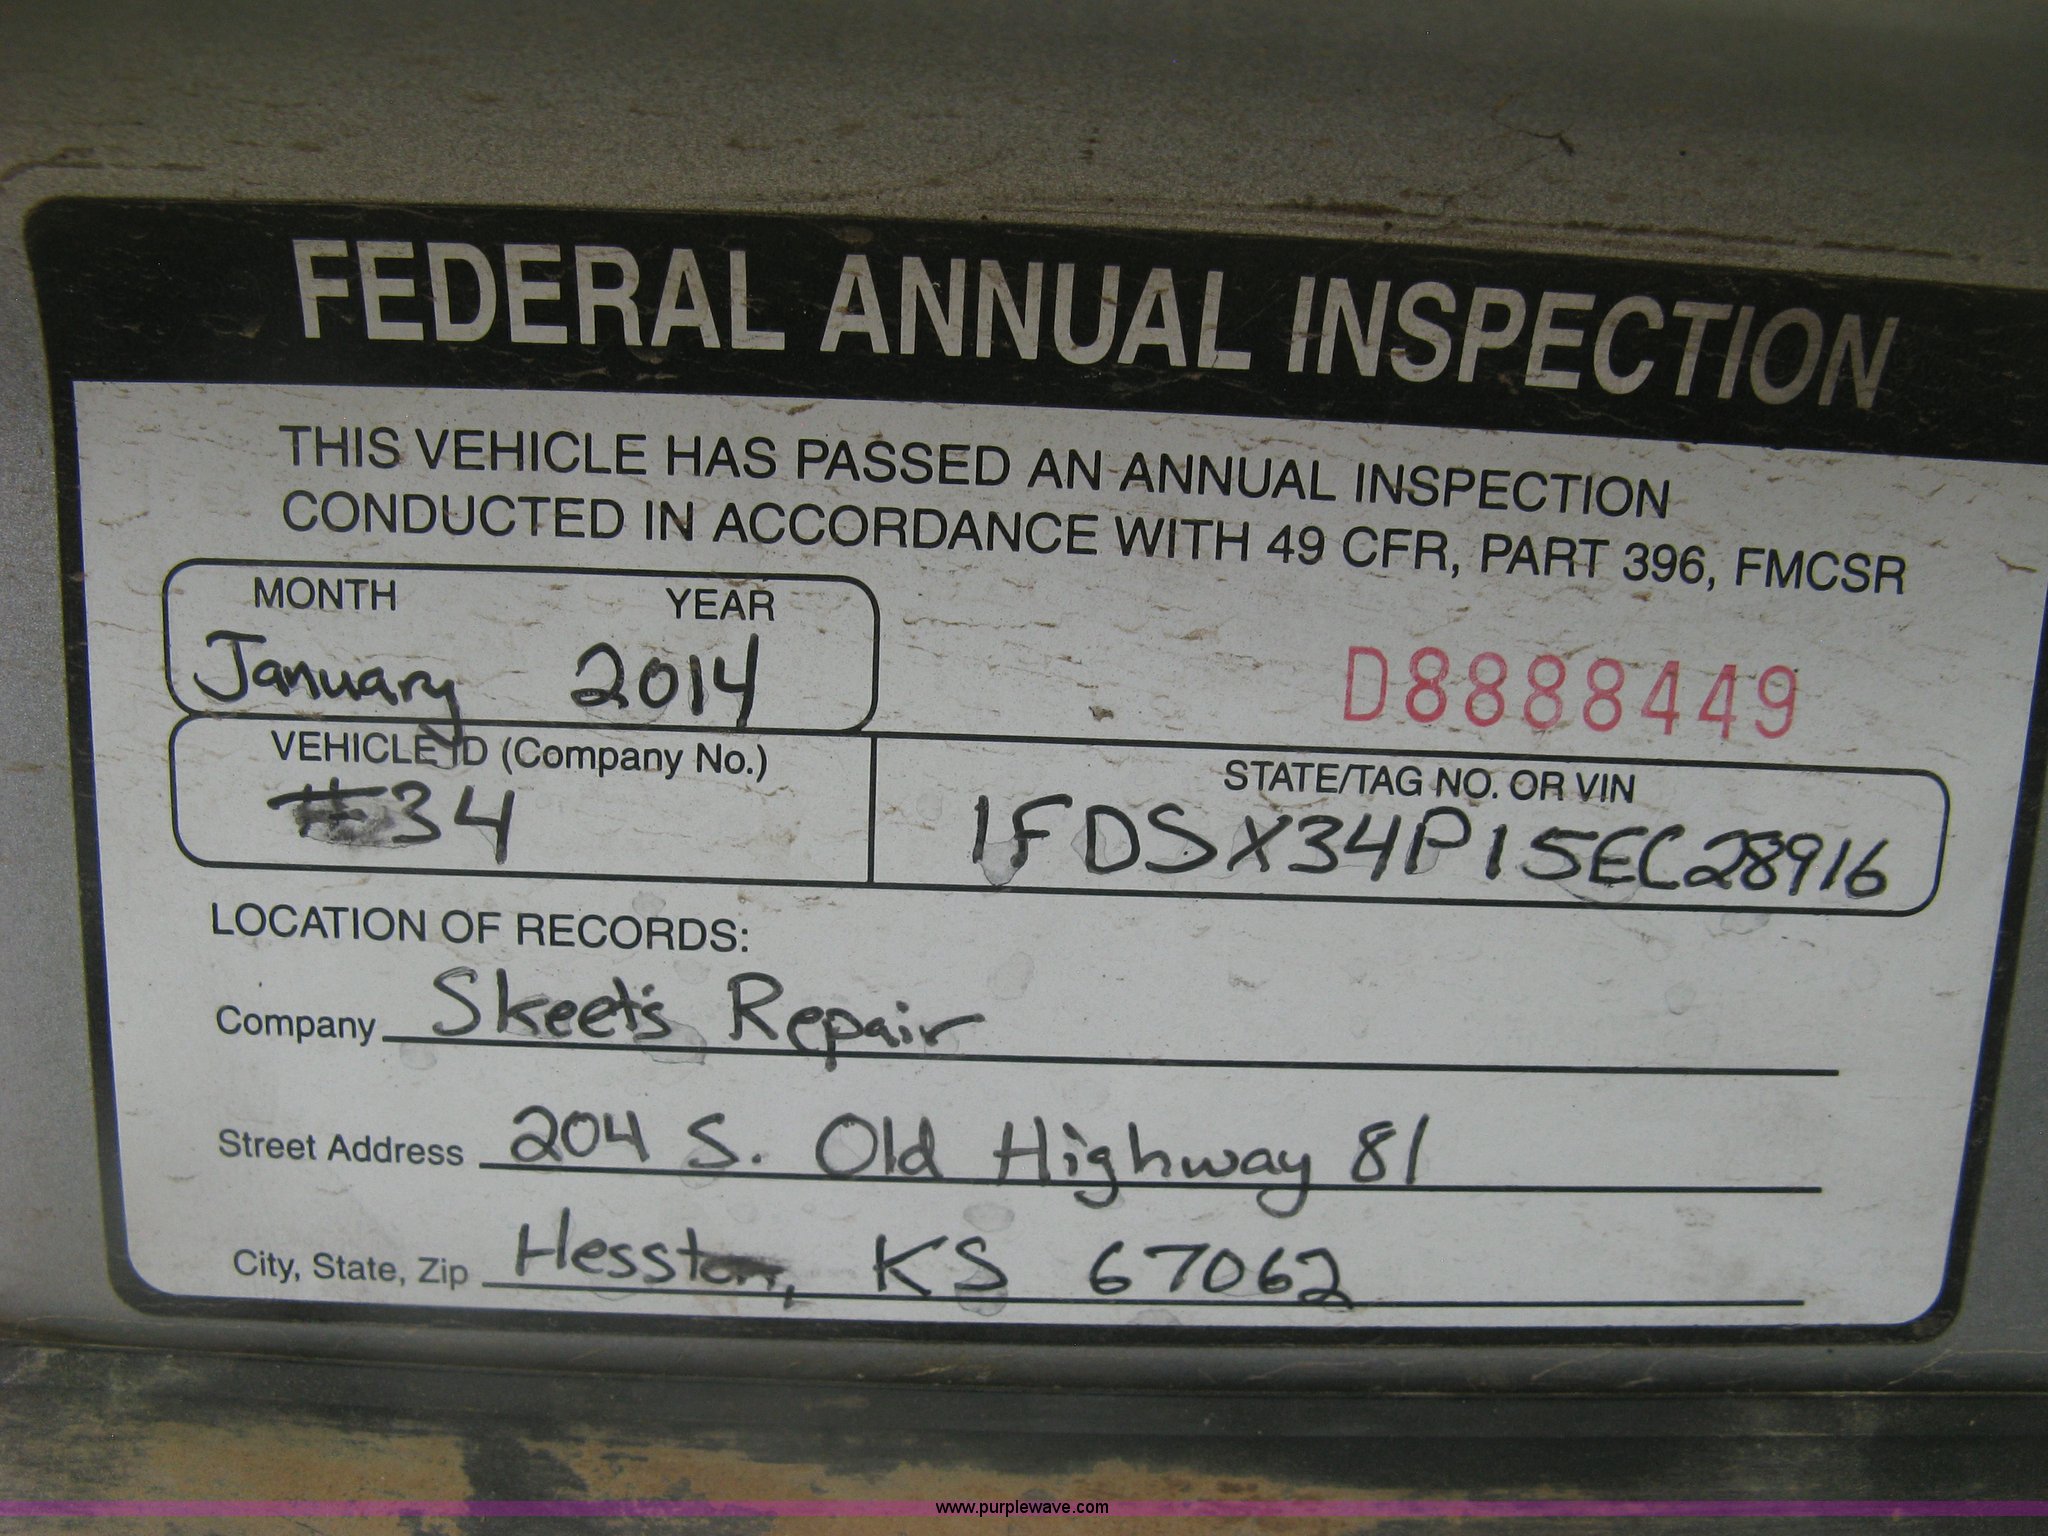 FEDERAL ANNUAL INSPECTION
THIS VEHICLE HAS PASSED AN ANNUAL INSPECTION
CONDUCTED IN ACCORDANCE WITH 49 CFR, PART 396, FMCSR
MONTH YEAR
January 2014
D8888449
VEHICLE ID (Company No.)
#34
STATE/TAG NO. OR VIN
1FDSX34P15EC28916
LOCATION OF RECORDS:
Company Skeet's Repair
Street Address 204 S. Old Highway 81
City, State, Zip Hesston, KS 67062
www.purplewave.com